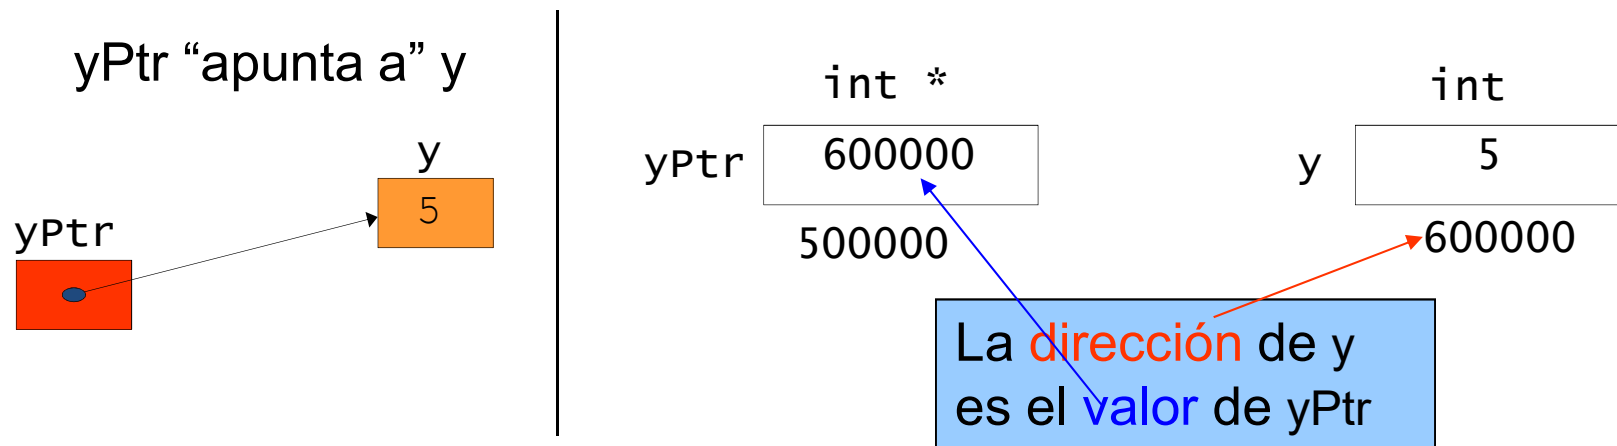 yPtr “apunta a” y
y
5
yPtr
int *
int
yPtr
600000
y
5
500000
600000
La dirección de y
es el valor de yPtr